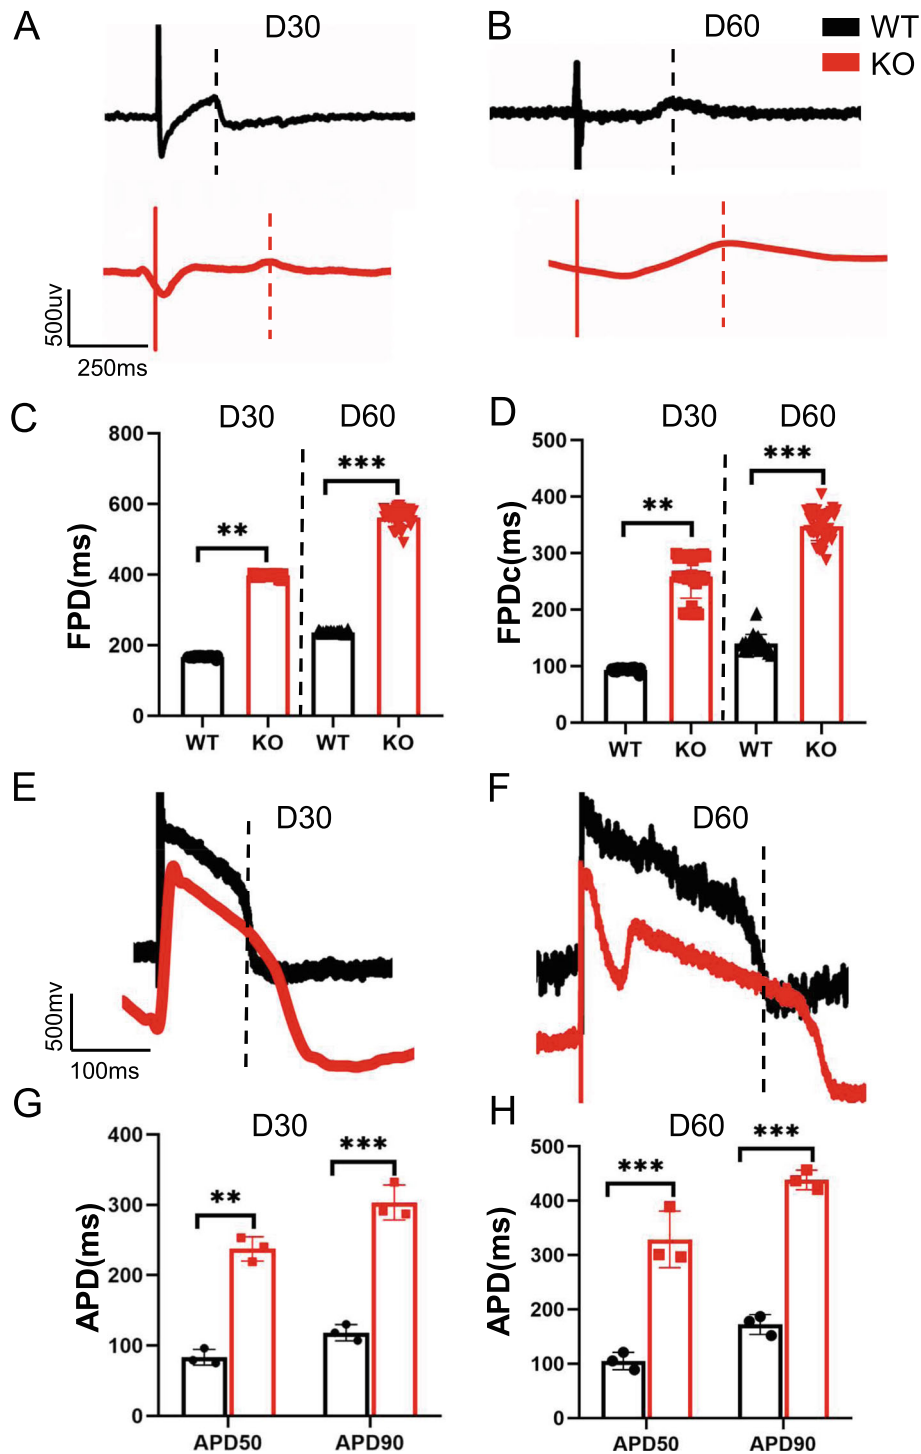 A D30
B D60
WT
KO
500uv
250ms
C D30 D60
FPD(ms)
800
600
400
200
0
** ***
WT KO WT KO
D D30 D60
FPDc(ms)
500
400
300
200
100
0
** ***
WT KO WT KO
E D30
500mv
100ms
F D60
G D30
APD(ms)
400
300
200
100
0
** ***
APD50 APD90
H D60
APD(ms)
500
400
300
200
100
0
*** ***
APD50 APD90